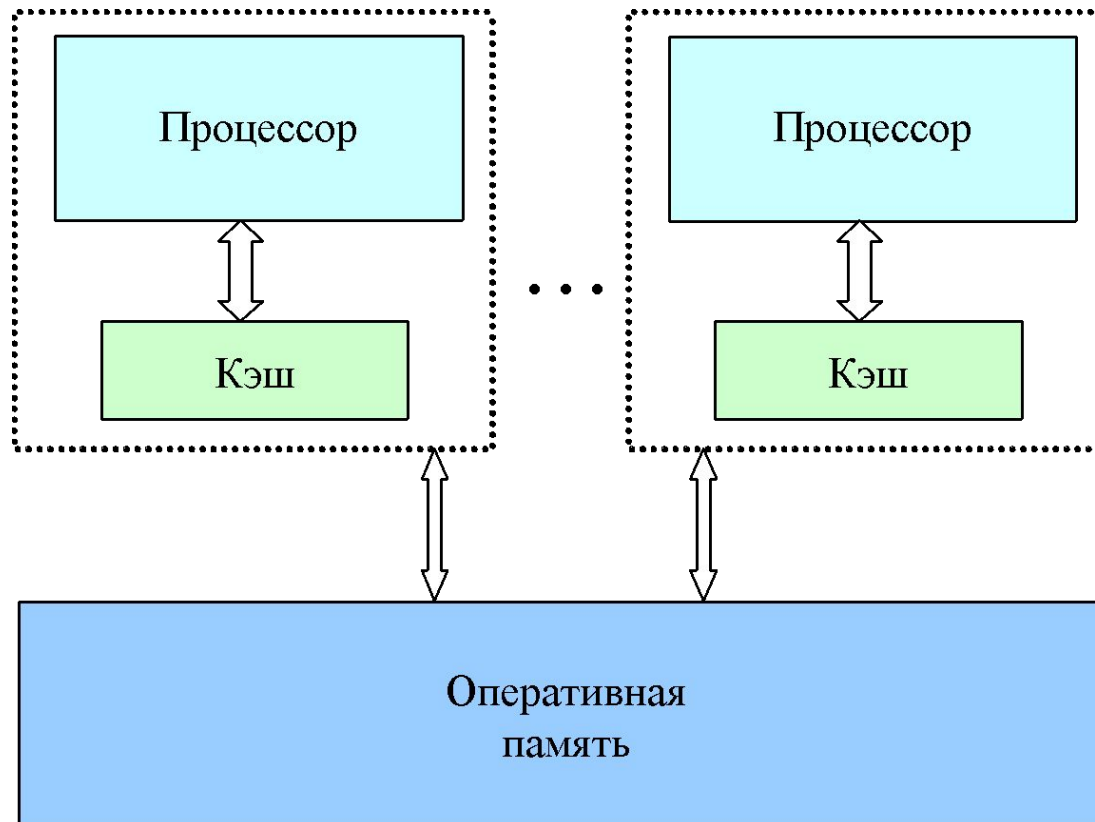 Процессор
Процессор
Кэш
Кэш
Оперативная
память